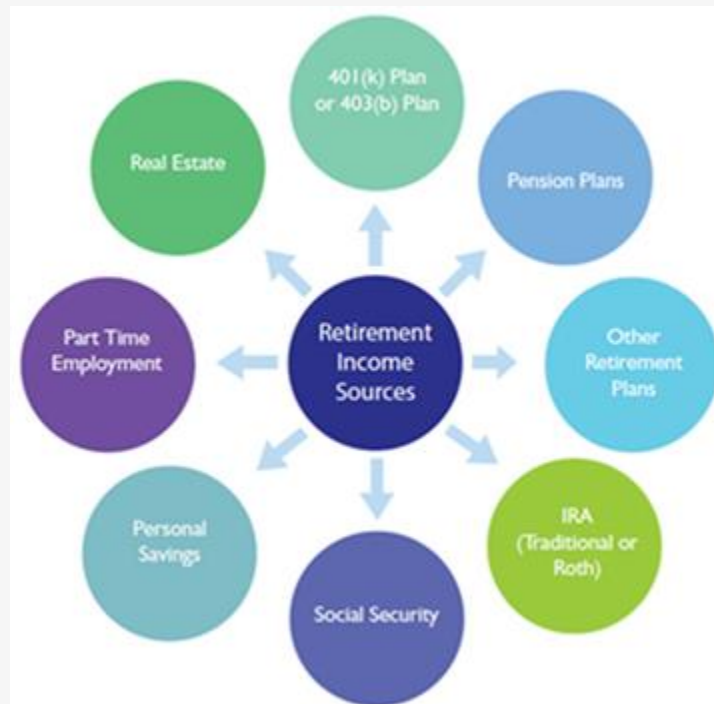 401(k) Plan
or 403(b) Plan
Real Estate
Pension Plans
Retirement
Income
Sources
Part Time
Employment
Other
Retirement
Plans
Personal
Savings
IRA
(Traditional or
Roth)
Social Security